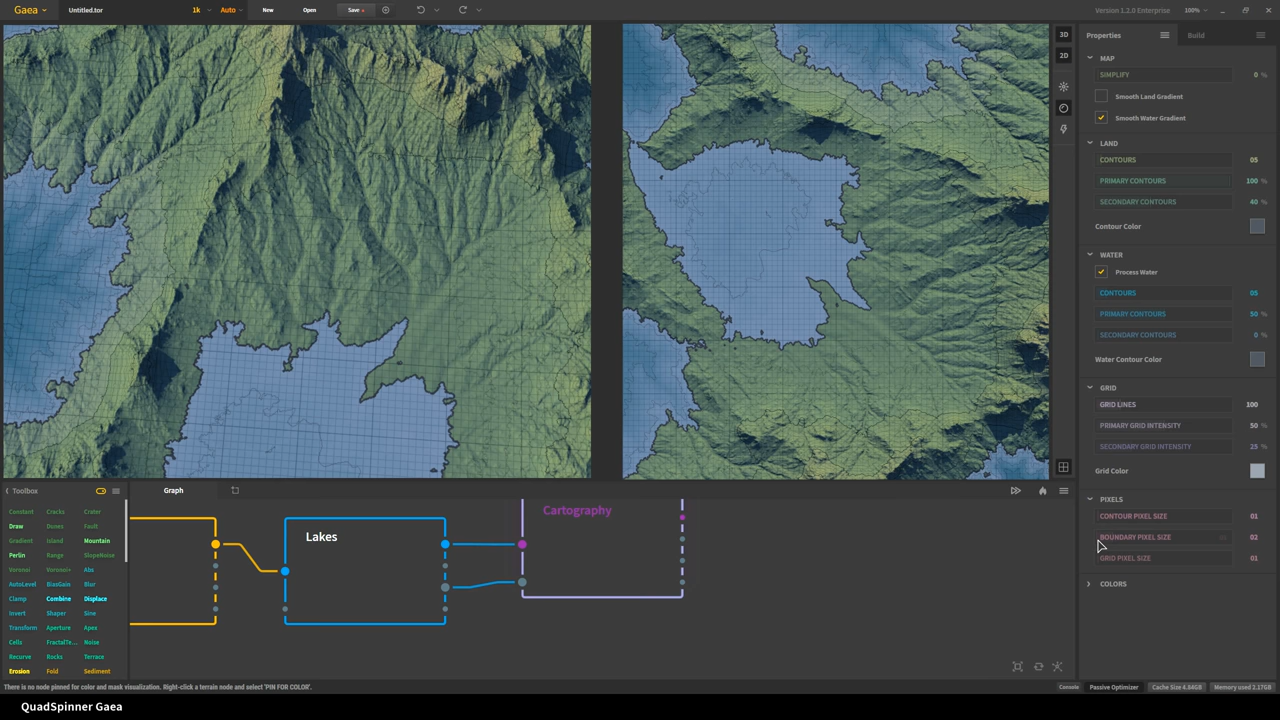 Gaea
Untitled.tor
1k
Auto
New
Open
Save
Version 1.2.0 Enterprise
100%
3D
2D
Properties
Build
MAP
SIMPLIFY 0 %
Smooth Land Gradient
Smooth Water Gradient
LAND
CONTOURS 05
PRIMARY CONTOURS 100 %
SECONDARY CONTOURS 40 %
Contour Color
WATER
Process Water
CONTOURS 05
PRIMARY CONTOURS 50 %
SECONDARY CONTOURS 0 %
Water Contour Color
GRID
GRID LINES 100
PRIMARY GRID INTENSITY 50 %
SECONDARY GRID INTENSITY 25 %
Grid Color
PIXELS
CONTOUR PIXEL SIZE 01
BOUNDARY PIXEL SIZE 02
GRID PIXEL SIZE 01
COLORS
Toolbox
Graph
Constant Cracks Crater
Draw Dunes Fault
Gradient Island Mountain
Perlin Range SlopeNoise
Voronoi Voronoi+ Abs
AutoLevel BiasGain Blur
Clamp Combine Displace
Invert Shaper Sine
Transform Aperture Apex
Cells FractalTe... Noise
Recurve Rocks Terrace
Erosion Fold Sediment
Lakes
Cartography
There is no node pinned for color and mask visualization. Right-click a terrain node and select 'PIN FOR COLOR'.
Console
Passive Optimizer
Cache Size 4.84GB
Memory used 2.17GB
QuadSpinner Gaea